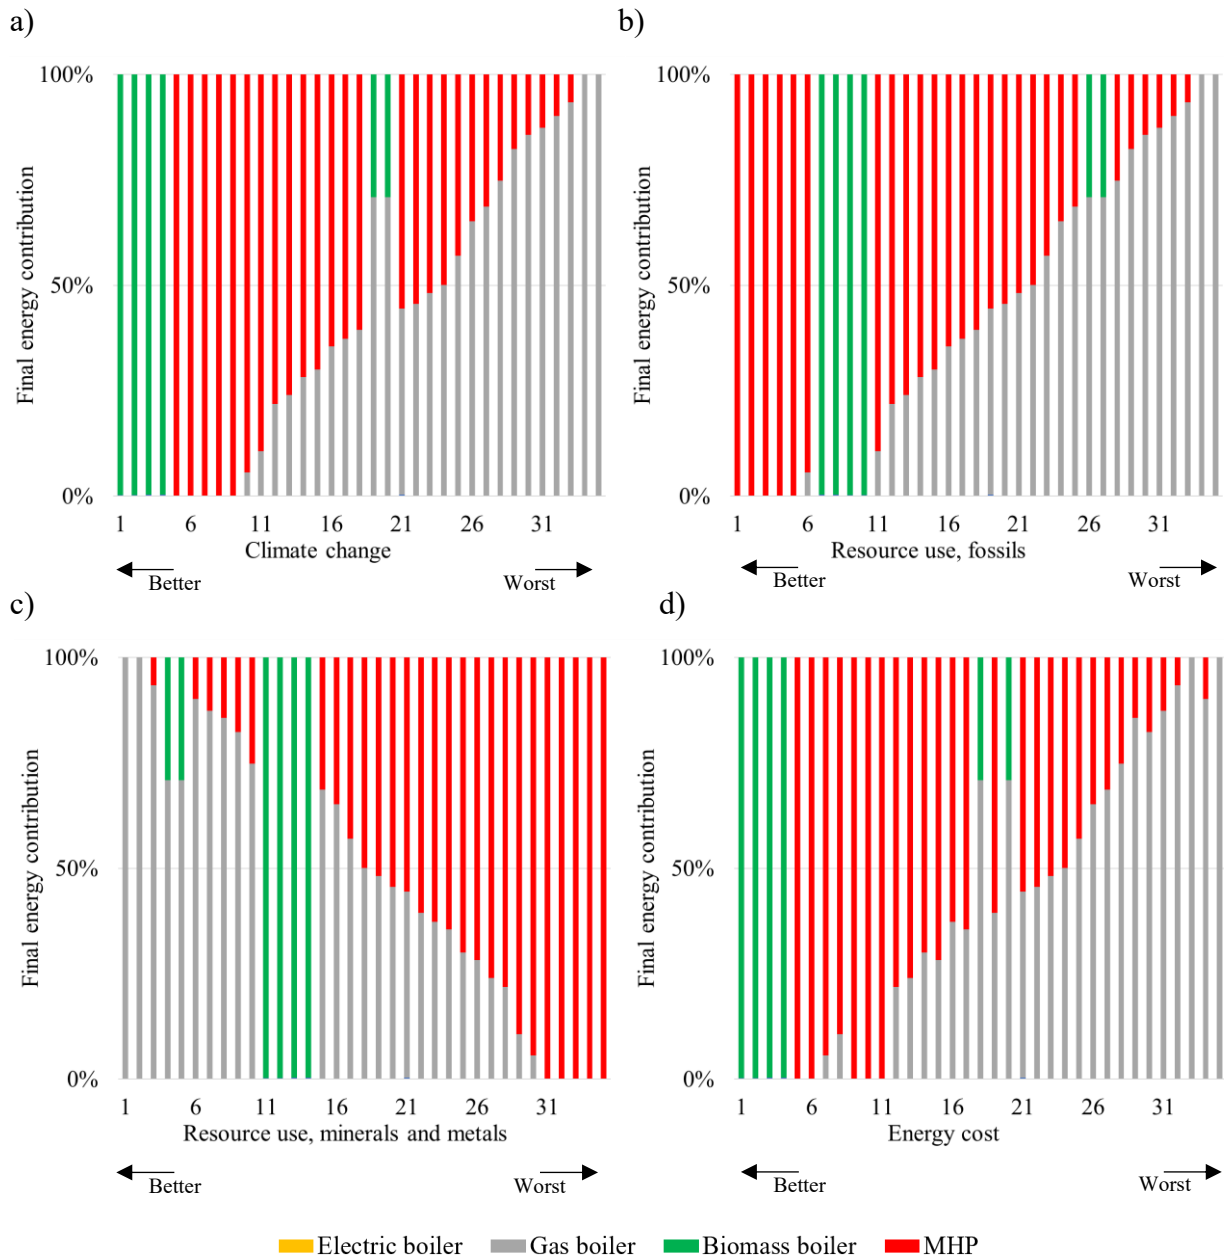 a)
b)
100%
50%
0%
Final energy contribution
1 6 11 16 21 26 31
Climate change
Better
Worst
100%
50%
0%
Final energy contribution
1 6 11 16 21 26 31
Resource use, fossils
Better
Worst
c)
d)
100%
50%
0%
Final energy contribution
1 6 11 16 21 26 31
Resource use, minerals and metals
Better
Worst
100%
50%
0%
Final energy contribution
1 6 11 16 21 26 31
Energy cost
Better
Worst
Electric boiler Gas boiler Biomass boiler MHP